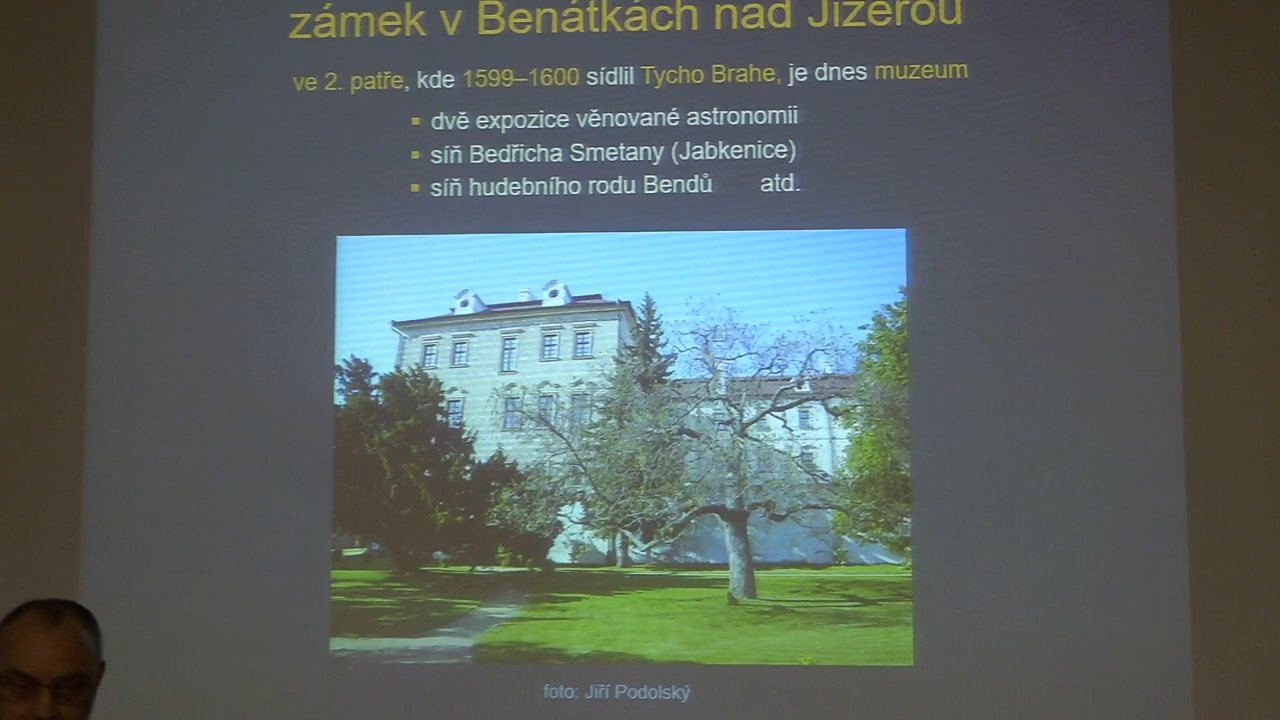 zámek v Benátkách nad Jizerou
ve 2. patře, kde 1599–1600 sídlil Tycho Brahe, je dnes muzeum
▪ dvě expozice věnované astronomii
▪ síň Bedřicha Smetany (Jabkenice)
▪ síň hudebního rodu Bendů atd.
foto: Jiří Podolský